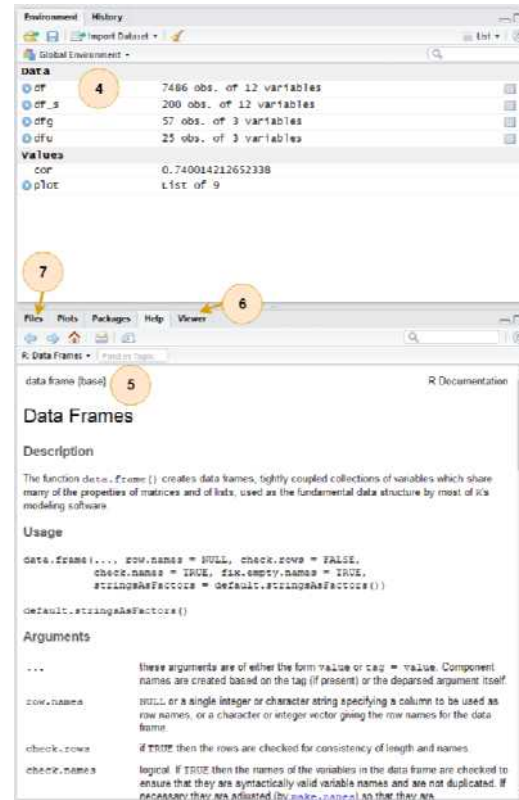 Environment History
Import Dataset
List
Global Environment
Data
4
df 7486 obs. of 12 variables
df_s 200 obs. of 12 variables
dfg 57 obs. of 3 variables
dfu 25 obs. of 3 variables
Values
cor 0.740014212652338
plot List of 9
7
6
Files Plots Packages Help Viewer
R: Data Frames Find in Topic
data.frame {base} R Documentation
5
Data Frames
Description
The function data.frame() creates data frames, tightly coupled collections of variables which share
many of the properties of matrices and of lists, used as the fundamental data structure by most of R's
modeling software.
Usage
data.frame(..., row.names = NULL, check.rows = FALSE,
check.names = TRUE, fix.empty.names = TRUE,
stringsAsFactors = default.stringsAsFactors())
default.stringsAsFactors()
Arguments
... these arguments are of either the form value or tag = value. Component
names are created based on the tag (if present) or the deparsed argument itself.
row.names NULL or a single integer or character string specifying a column to be used as
row names, or a character or integer vector giving the row names for the data
frame.
check.rows if TRUE then the rows are checked for consistency of length and names.
check.names logical. If TRUE then the names of the variables in the data frame are checked to
ensure that they are syntactically valid variable names and are not duplicated. If
necessary they are adjusted (by make.names) so that they are.